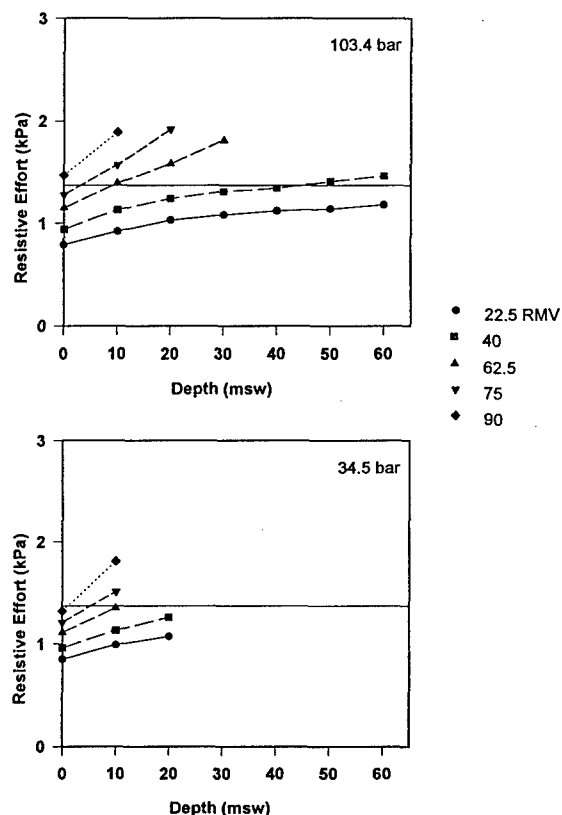 3
103.4 bar
2
1
0
Resistive Effort (kPa)
0 10 20 30 40 50 60
Depth (msw)
22.5 RMV
40
62.5
75
90
3
34.5 bar
2
1
0
Resistive Effort (kPa)
0 10 20 30 40 50 60
Depth (msw)